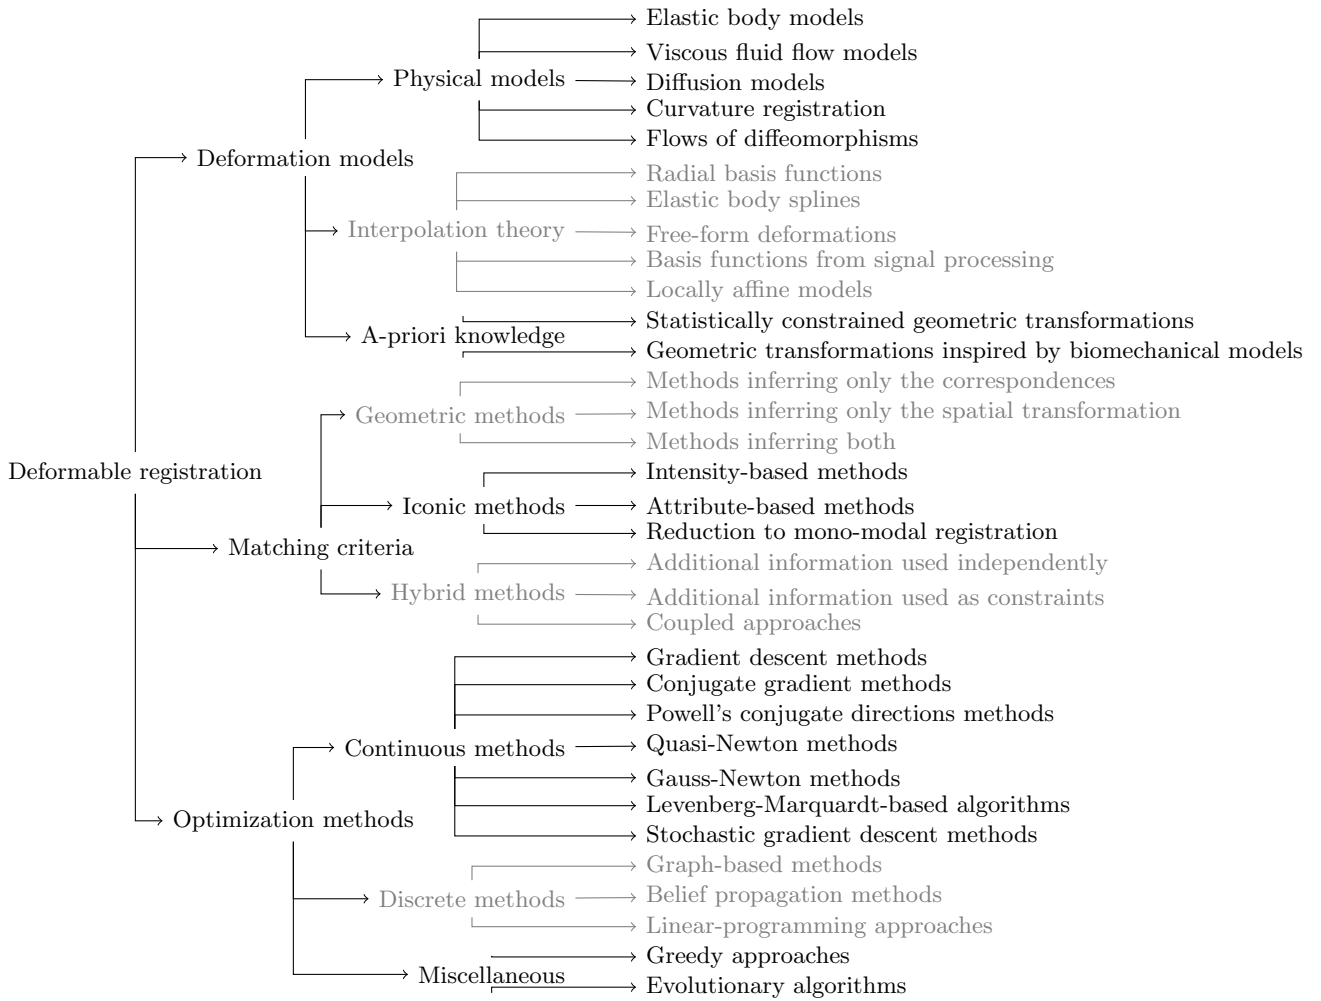 Elastic body models
Viscous fluid flow models
Physical models
Diffusion models
Curvature registration
Flows of diffeomorphisms
Deformation models
Radial basis functions
Elastic body splines
Interpolation theory
Free-form deformations
Basis functions from signal processing
Locally affine models
Statistically constrained geometric transformations
A-priori knowledge
Geometric transformations inspired by biomechanical models
Methods inferring only the correspondences
Geometric methods
Methods inferring only the spatial transformation
Methods inferring both
Deformable registration
Intensity-based methods
Iconic methods
Attribute-based methods
Reduction to mono-modal registration
Matching criteria
Additional information used independently
Hybrid methods
Additional information used as constraints
Coupled approaches
Gradient descent methods
Conjugate gradient methods
Powell's conjugate directions methods
Continuous methods
Quasi-Newton methods
Gauss-Newton methods
Levenberg-Marquardt-based algorithms
Optimization methods
Stochastic gradient descent methods
Graph-based methods
Discrete methods
Belief propagation methods
Linear-programming approaches
Greedy approaches
Miscellaneous
Evolutionary algorithms